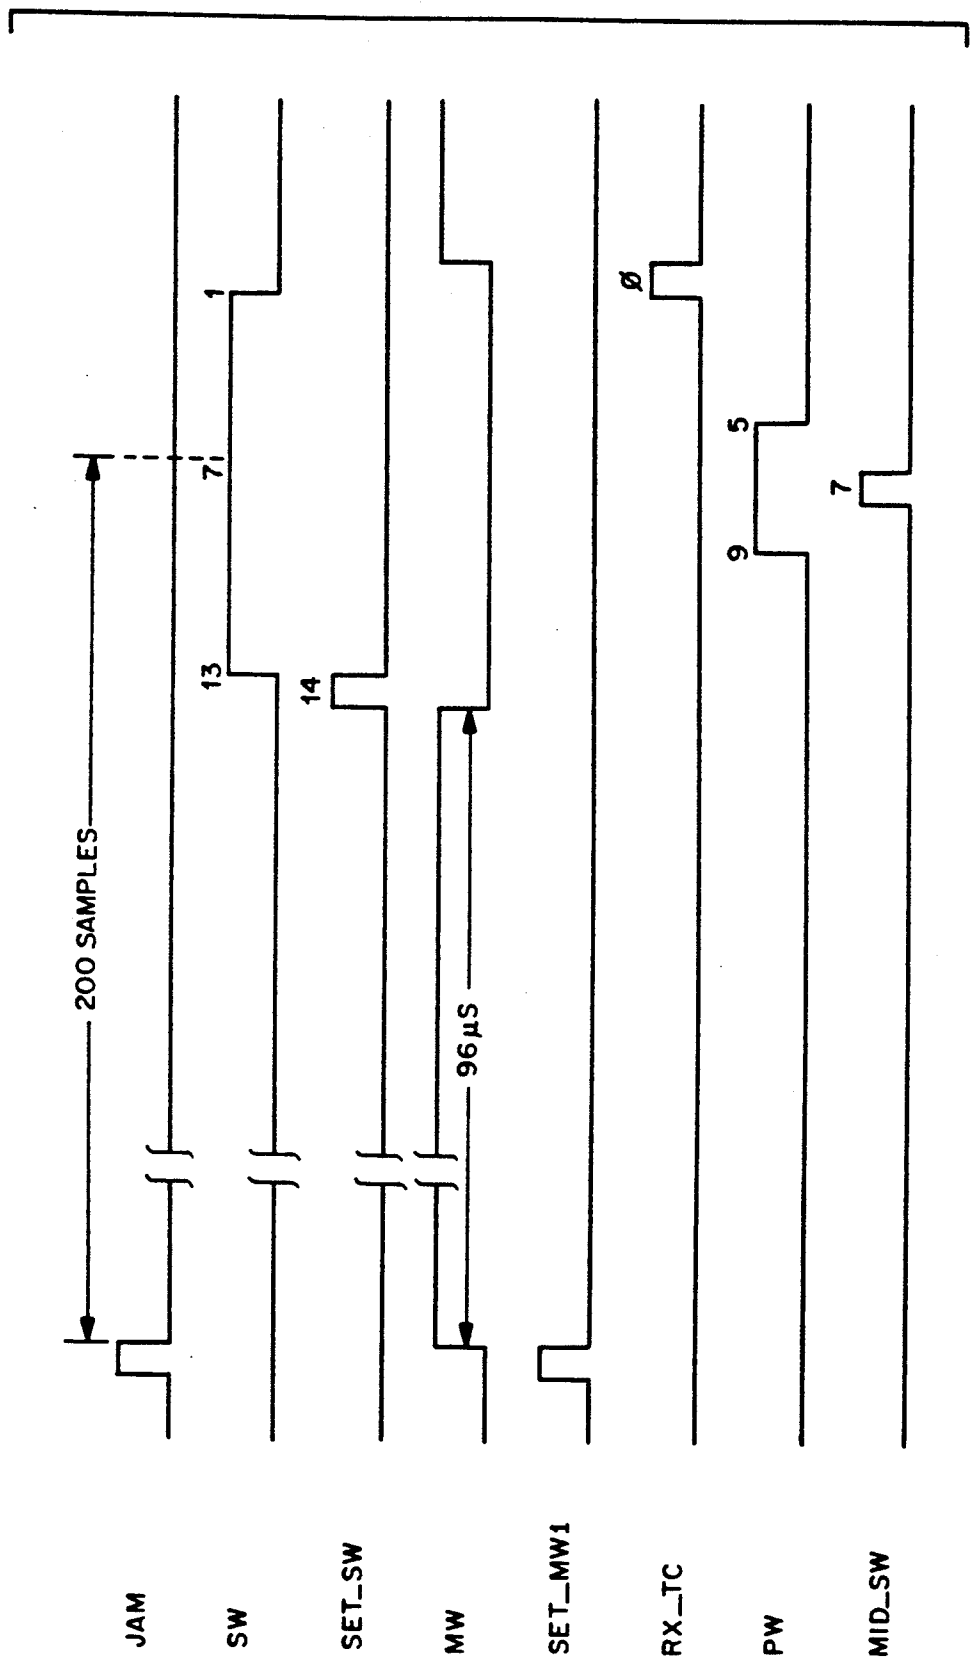 200 SAMPLES
JAM
13
7
1
SW
14
SET_SW
MW
96µS
SET_MW1
Ø
RX_TC
9
5
PW
7
MID_SW